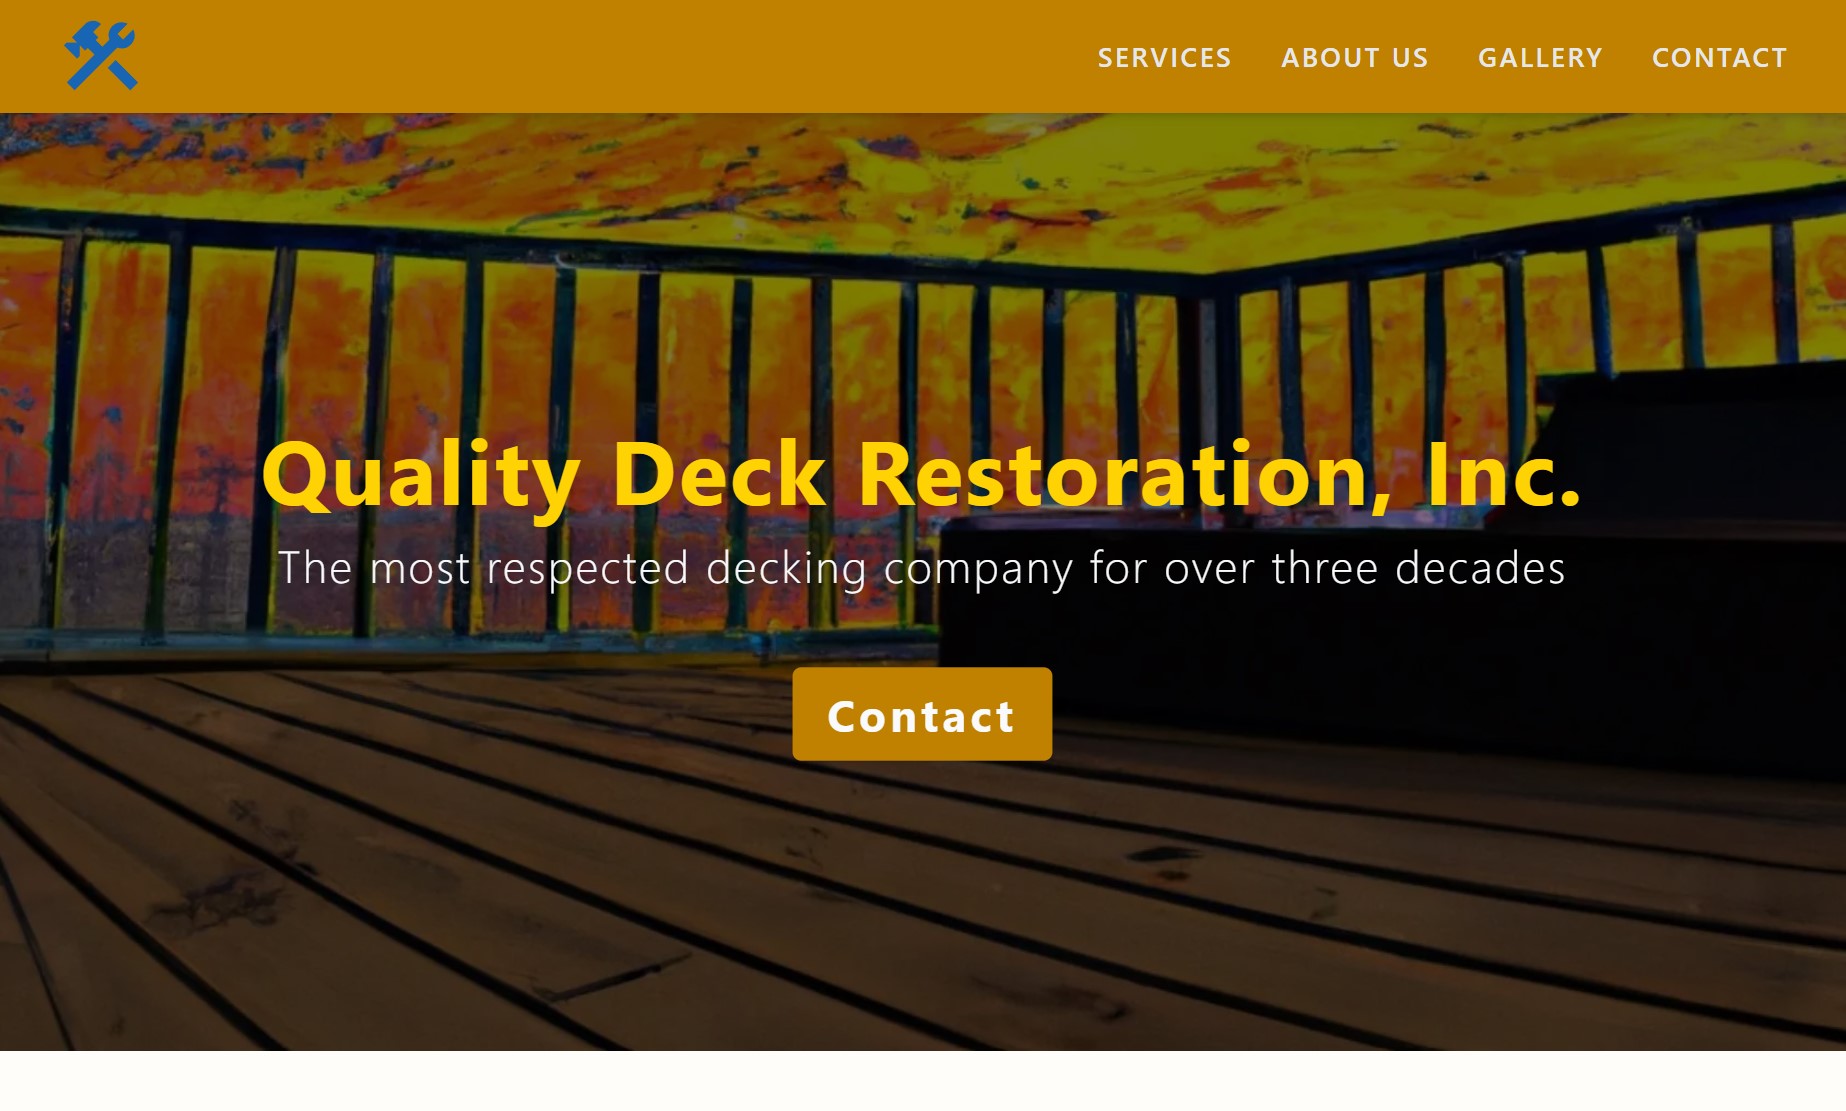 SERVICES ABOUT US GALLERY CONTACT
Quality Deck Restoration, Inc.
The most respected decking company for over three decades
Contact